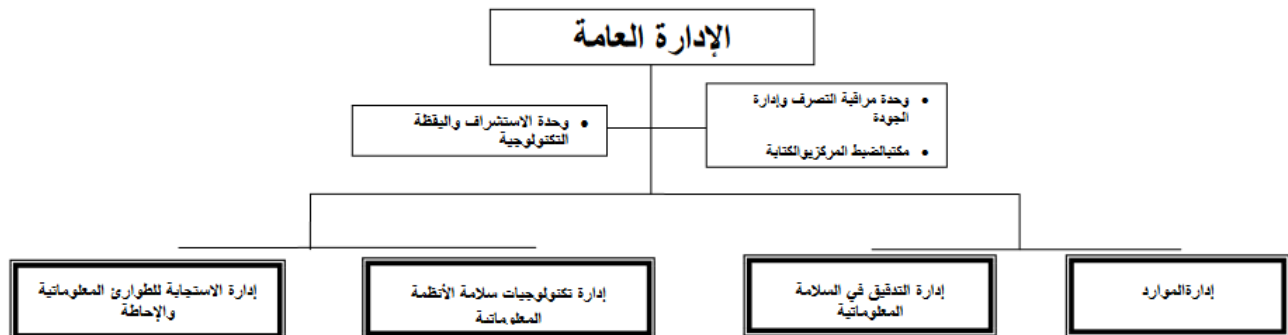 الإدارة العامة
وحدة مراقبة التصرف وإدارة
الجودة
مكتبالضبط المركزيوالكتابة
وحدة الاستشراف واليقظة
التكنولوجية
إدارةالموارد
إدارة التدقيق في السلامة
المعلوماتية
إدارة تكنولوجيات سلامة الأنظمة
المعلوماتية
إدارة الاستجابة للطوارئ المعلوماتية
والإحاطة